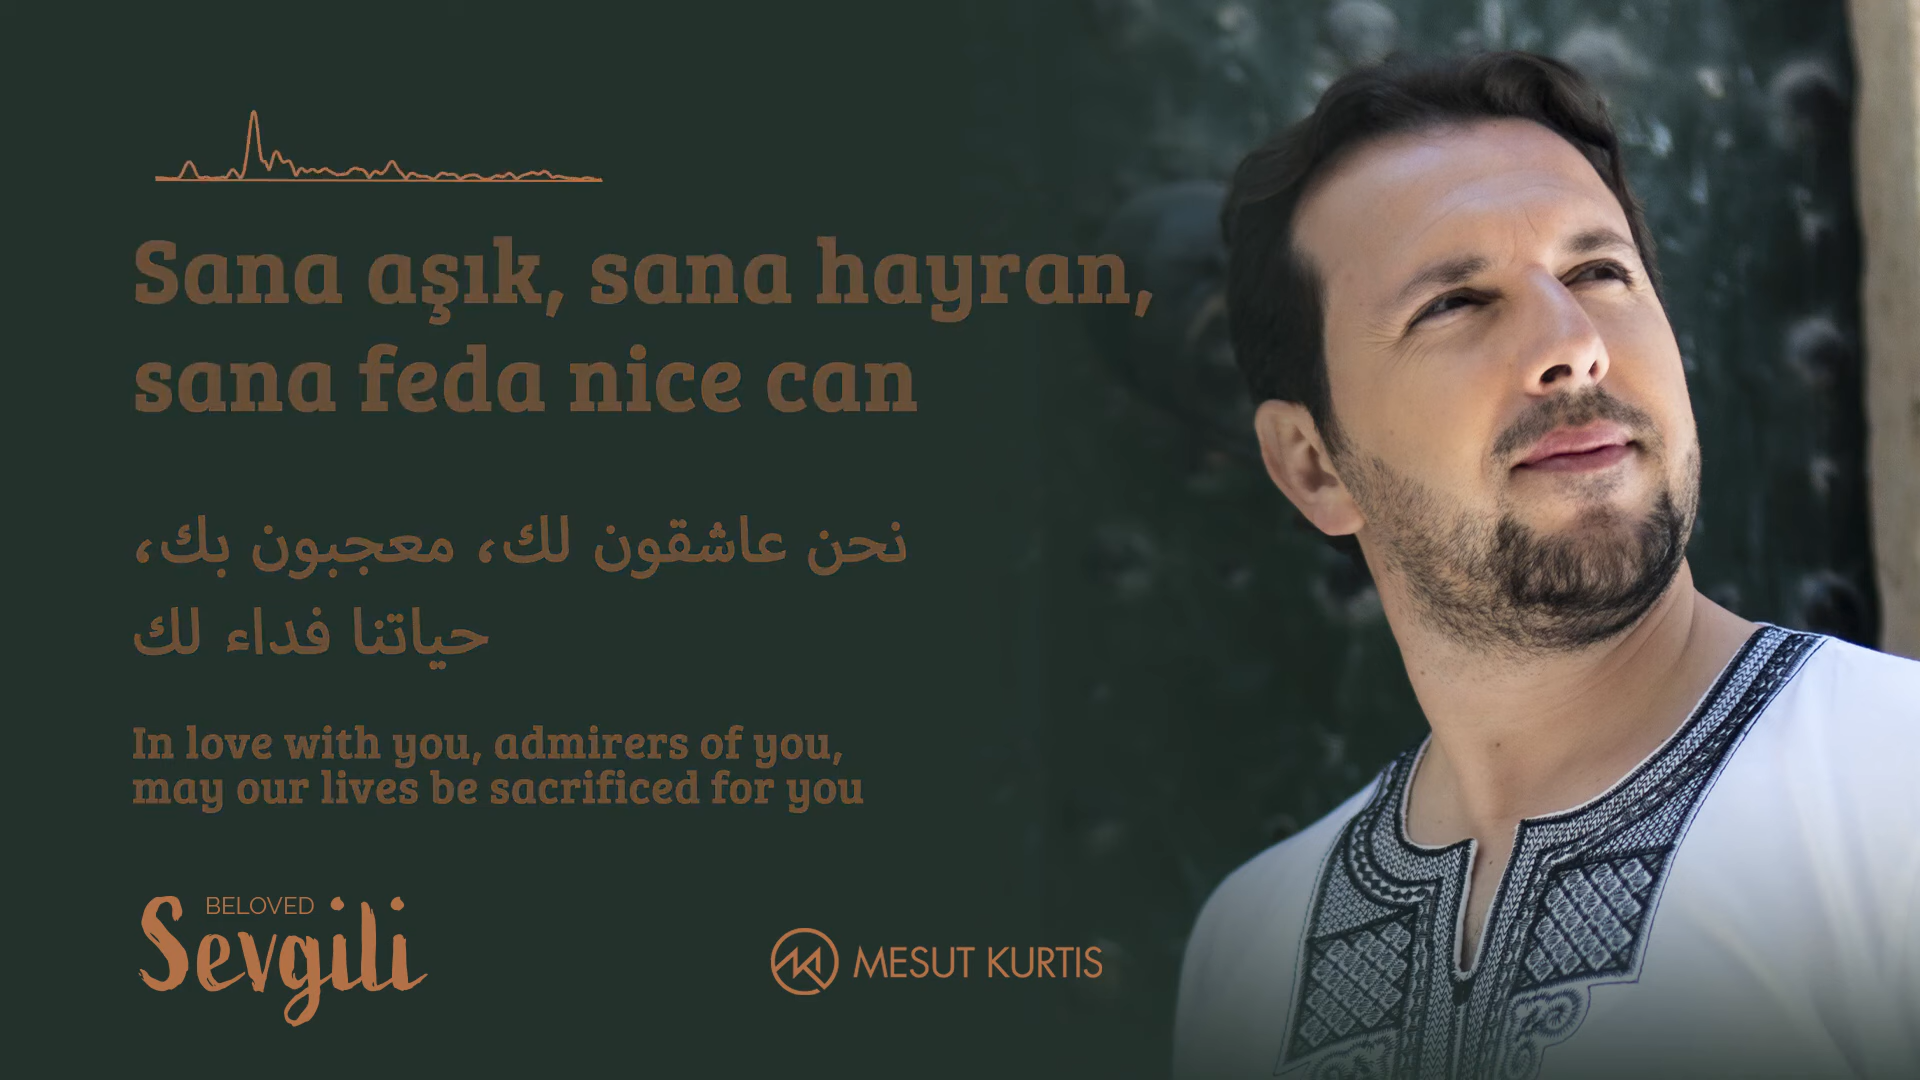 Sana aşık, sana hayran,
sana feda nice can
نحن عاشقون لك، معجبون بك،
حياتنا فداء لك
In love with you, admirers of you,
may our lives be sacrificed for you
BELOVED
Sevgili
MESUT KURTIS